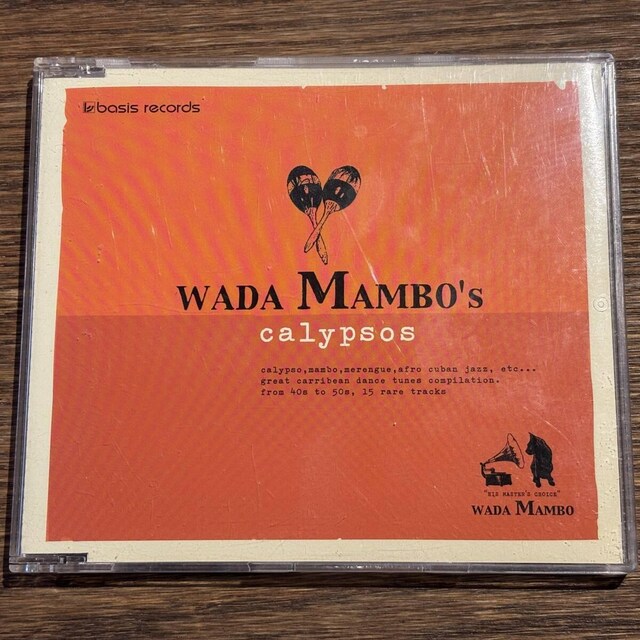 basis records
WADA MAMBO's
calypsos
calypso,mambo,merengue,afro cuban jazz, etc...
great carribean dance tunes compilation.
from 40s to 50s, 15 rare tracks
"HIS MASTER'S CHOICE"
WADA MAMBO